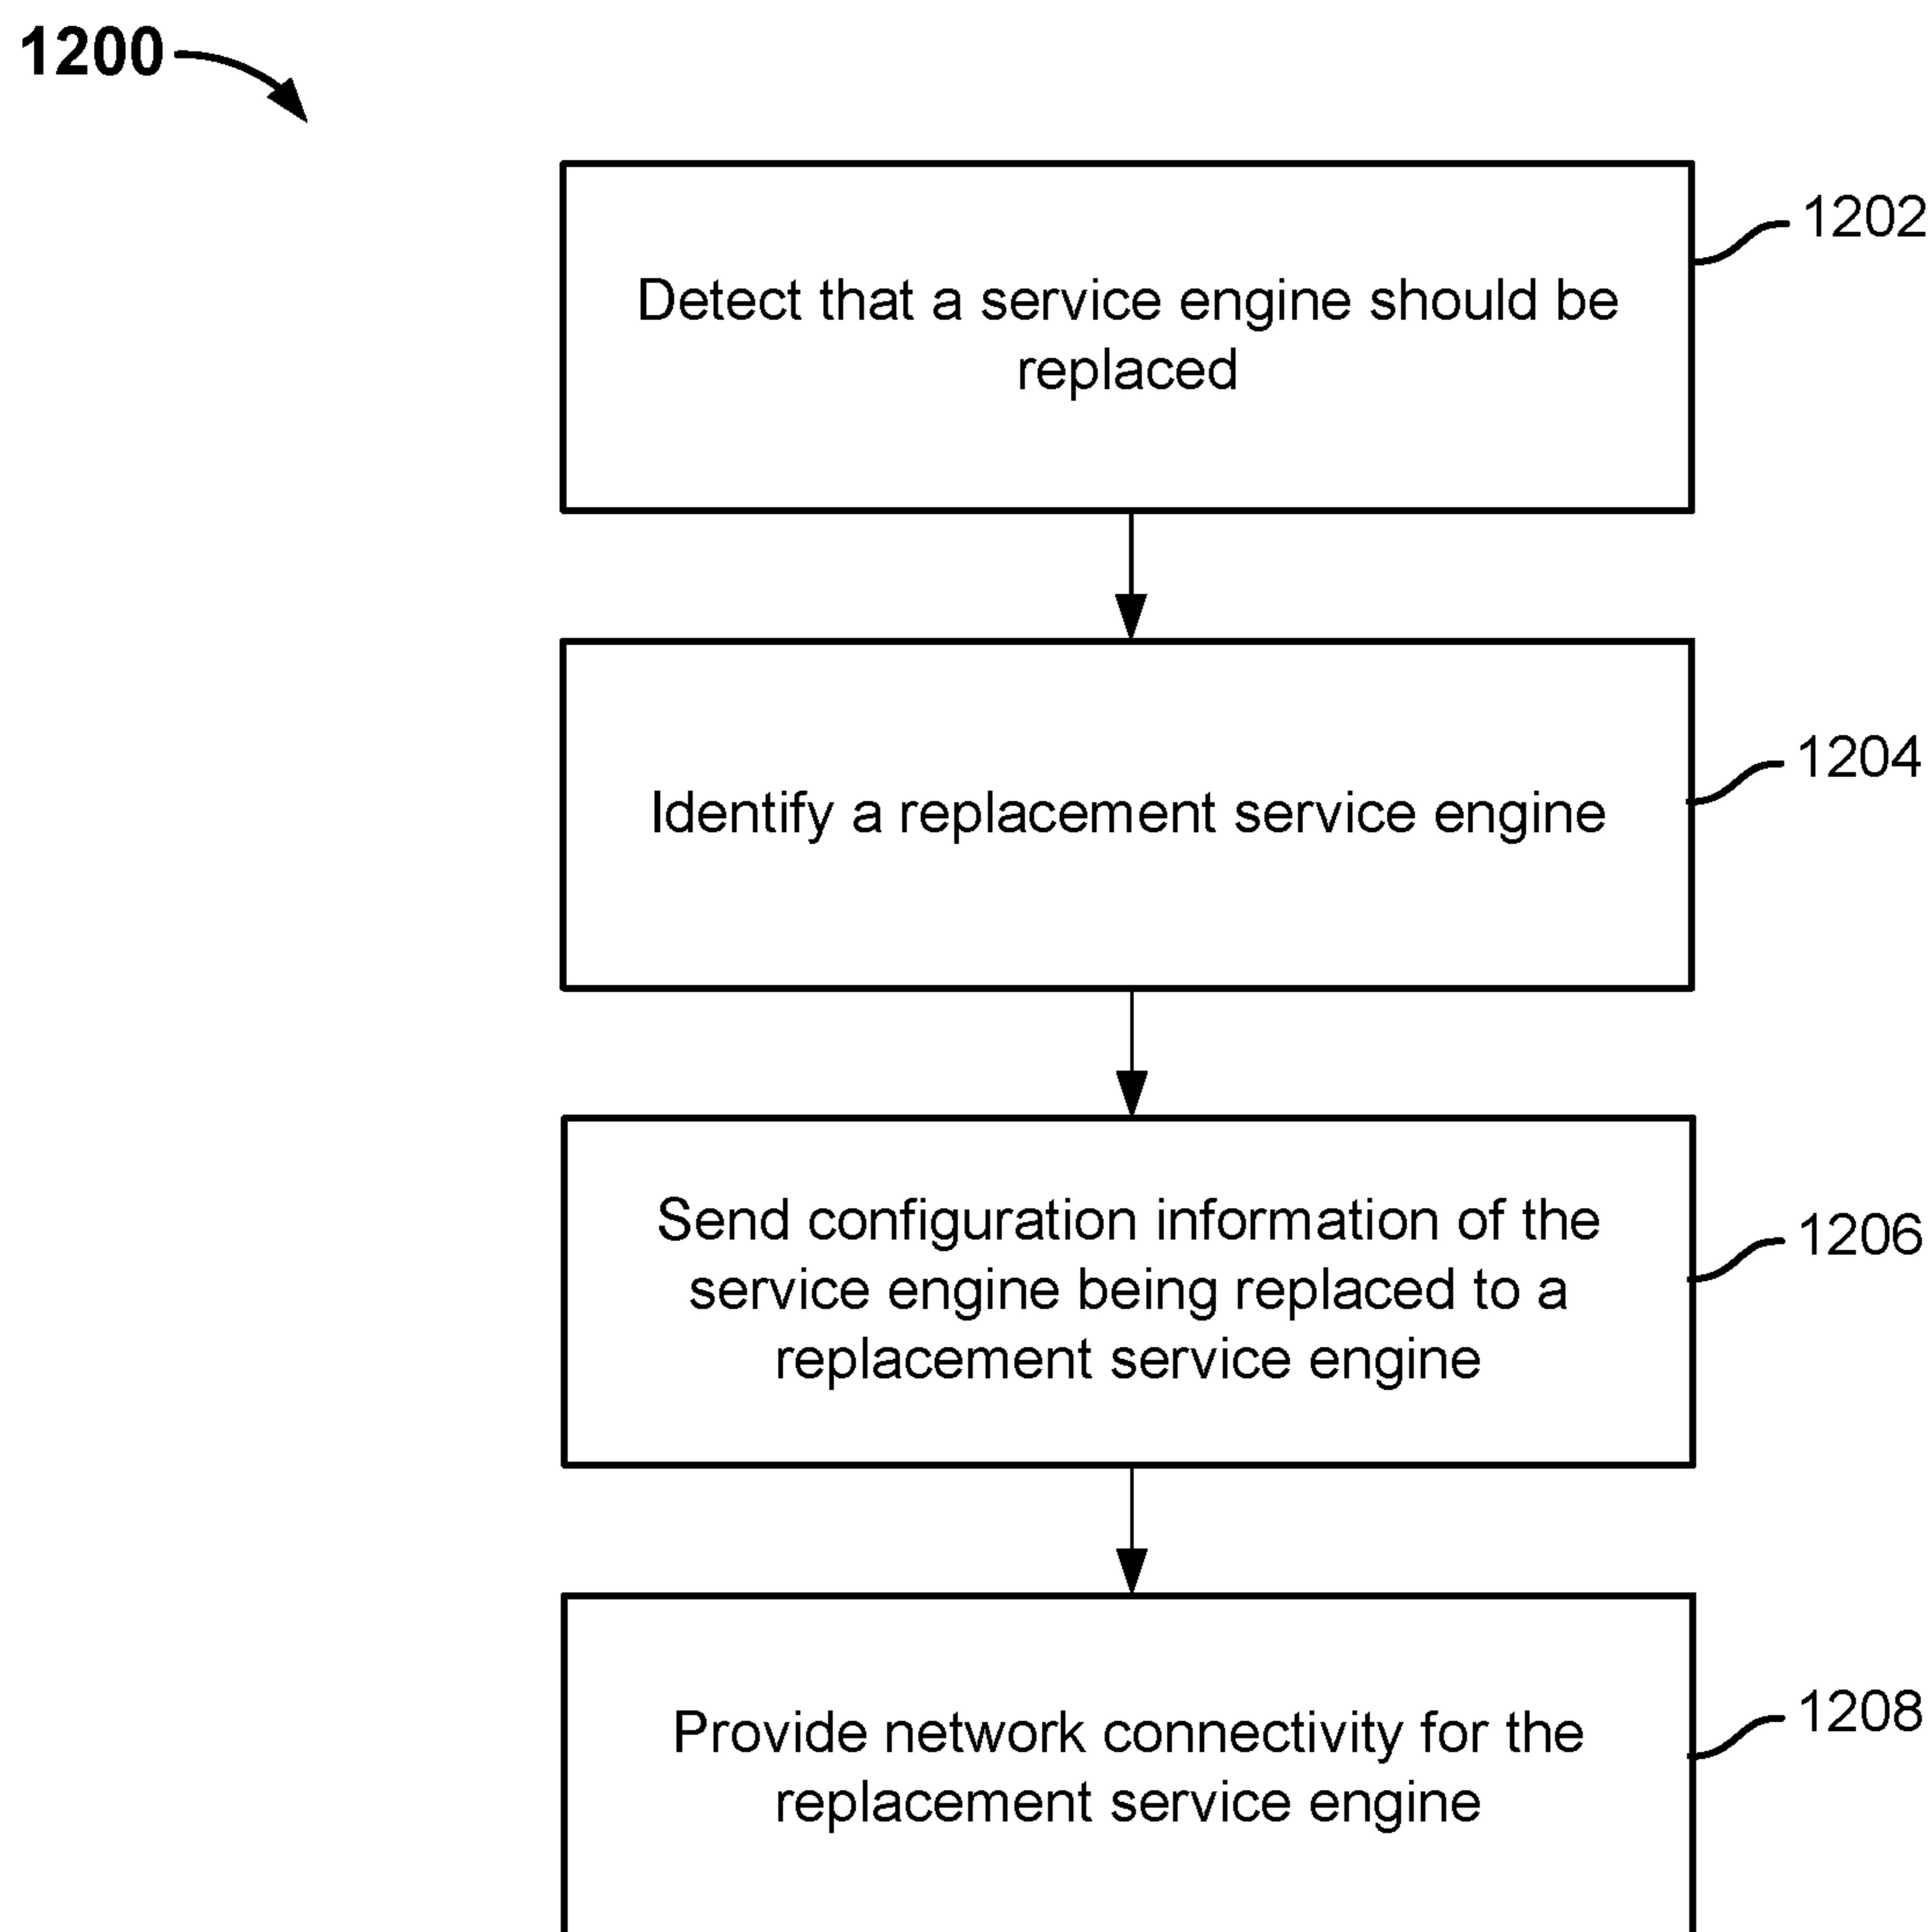 1200
1202
Detect that a service engine should be
replaced
1204
Identify a replacement service engine
1206
Send configuration information of the
service engine being replaced to a
replacement service engine
1208
Provide network connectivity for the
replacement service engine